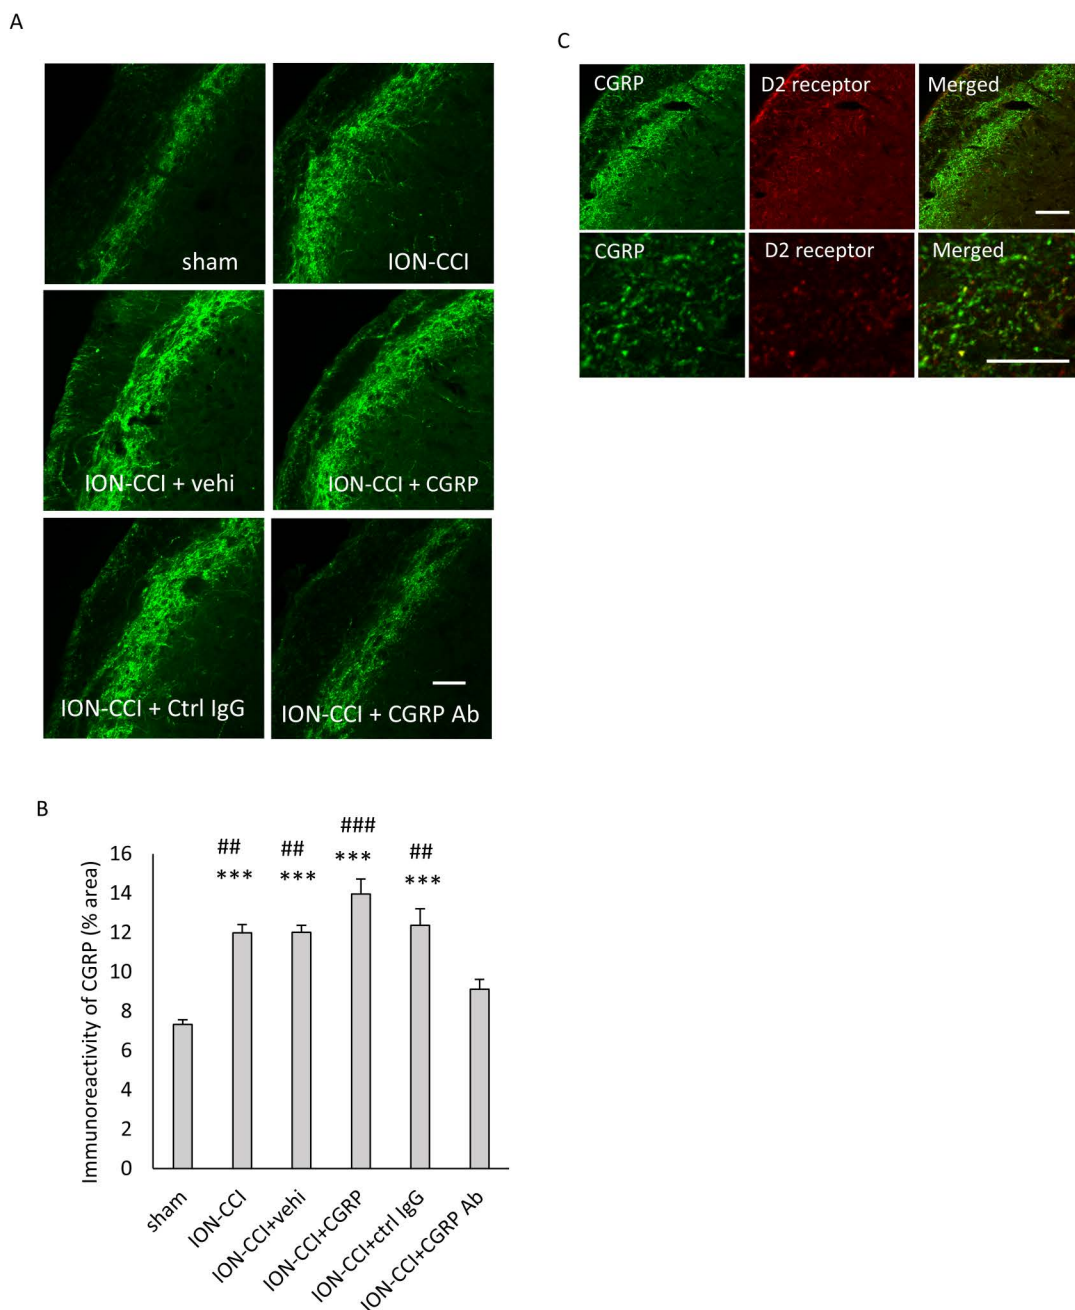 A
sham
ION-CCI
ION-CCI + vehi
ION-CCI + CGRP
ION-CCI + Ctrl IgG
ION-CCI + CGRP Ab
C
CGRP
D2 receptor
Merged
CGRP
D2 receptor
Merged
B
Immunoreactivity of CGRP (% area)
16
14
12
10
8
6
4
2
0
##
***
##
***
###
***
##
***
sham
ION-CCI
ION-CCI+vehi
ION-CCI+CGRP
ION-CCI+ctrl IgG
ION-CCI+CGRP Ab